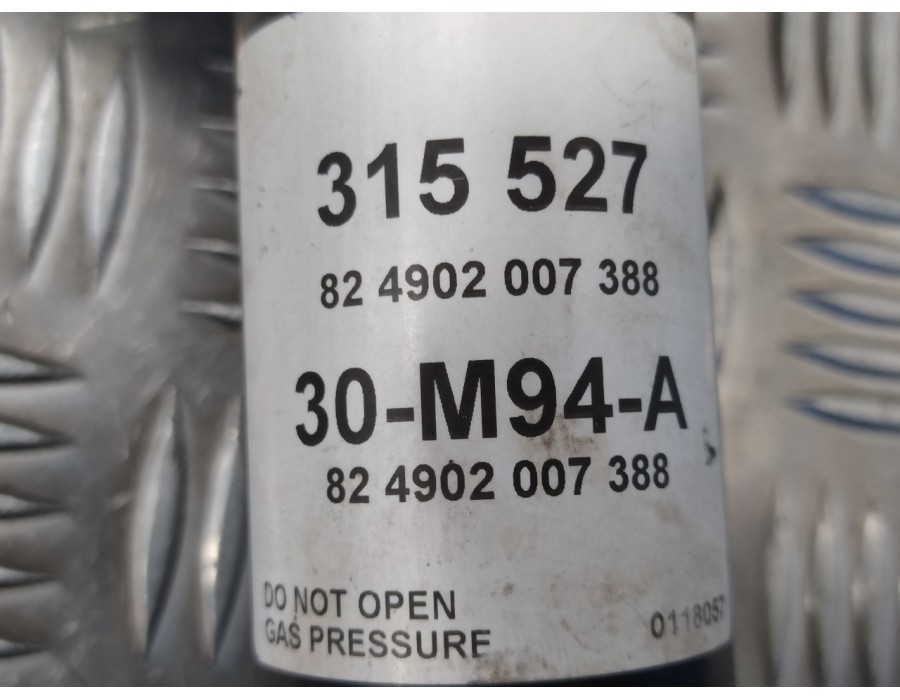 315 527
82 4902 007 388
30-M94-A
82 4902 007 388
DO NOT OPEN
GAS PRESSURE
0118057